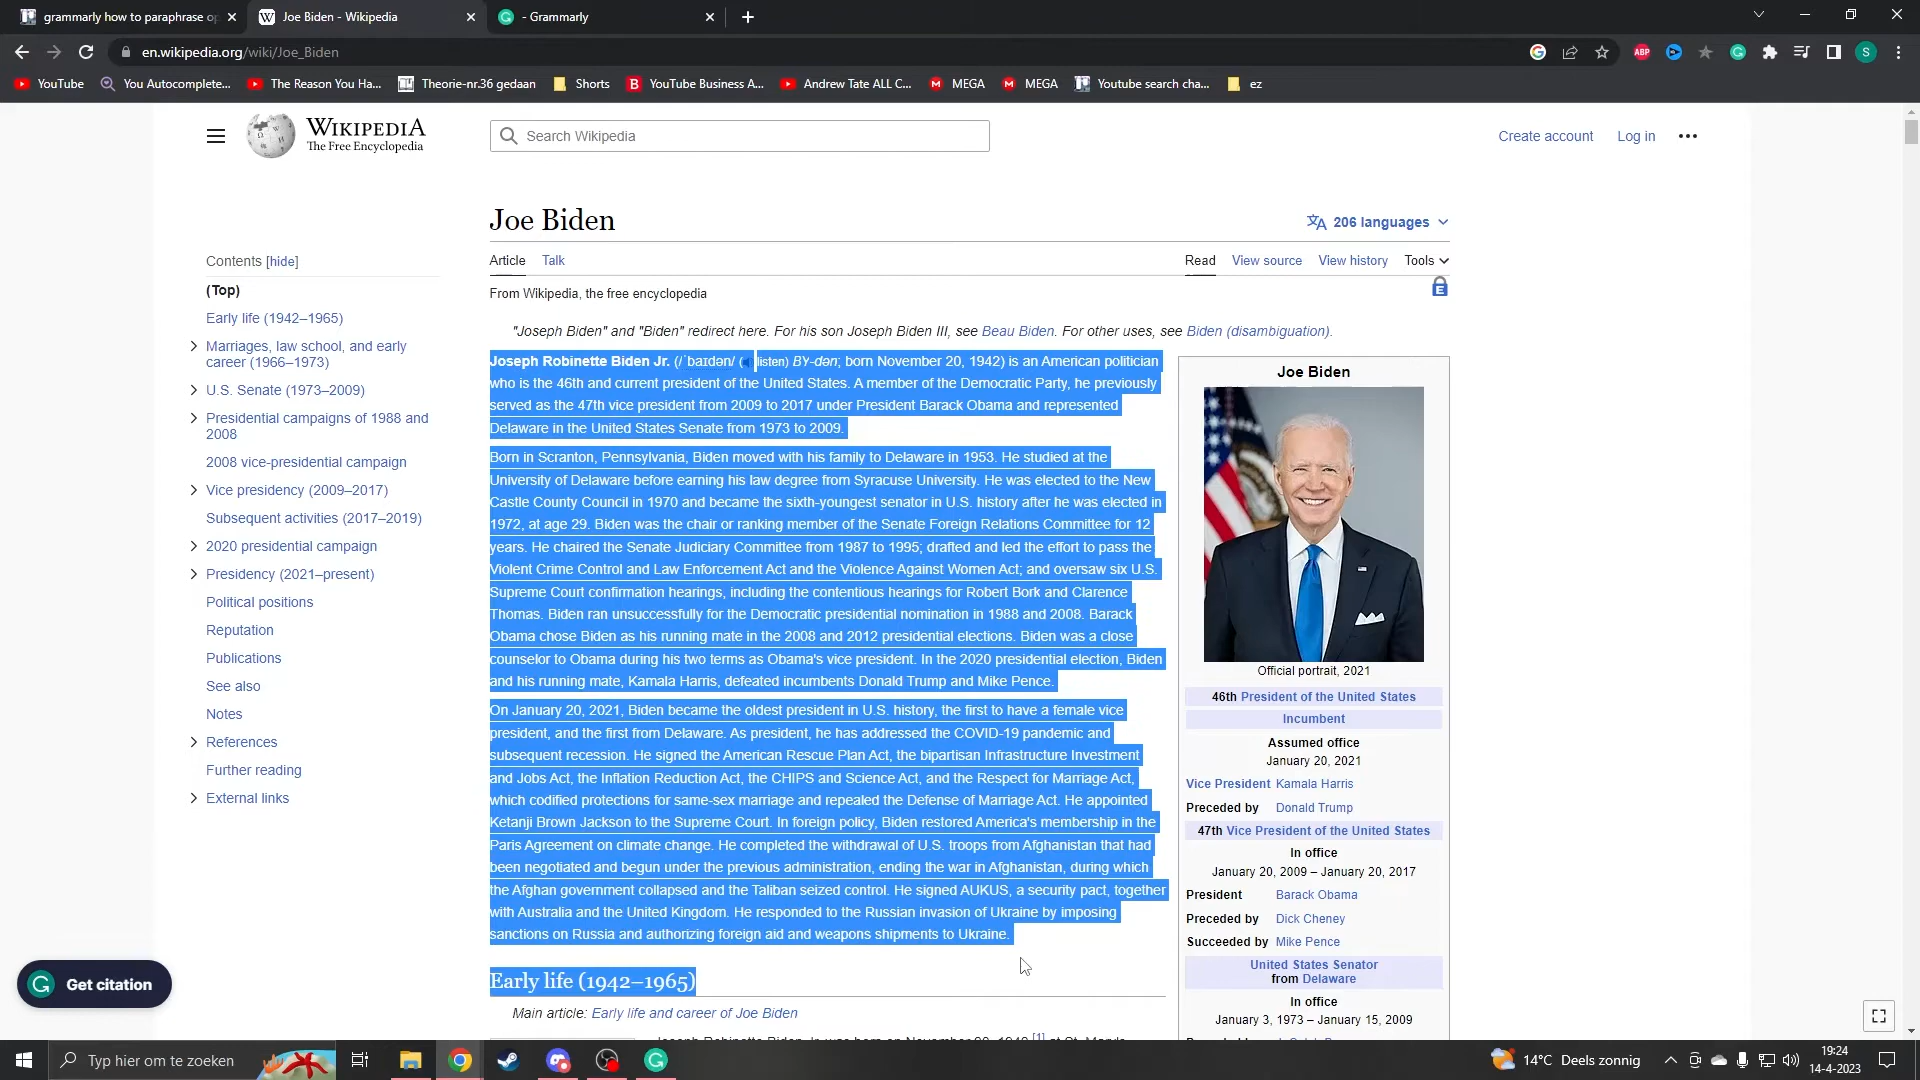 grammarly how to paraphrase op
Joe Biden - Wikipedia
- Grammarly
en.wikipedia.org/wiki/Joe_Biden
ABP
S
YouTube
You Autocomplete...
The Reason You Ha...
Theorie-nr.36 gedaan
Shorts
YouTube Business A...
Andrew Tate ALL C...
MEGA
MEGA
Youtube search cha...
ez
WIKIPEDIA
The Free Encyclopedia
Search Wikipedia
Create account
Log in
Joe Biden
206 languages
Article
Talk
Read
View source
View history
Tools
From Wikipedia, the free encyclopedia
Contents [hide]
(Top)
Early life (1942–1965)
Marriages, law school, and early
career (1966–1973)
U.S. Senate (1973–2009)
Presidential campaigns of 1988 and
2008
2008 vice-presidential campaign
Vice presidency (2009–2017)
Subsequent activities (2017–2019)
2020 presidential campaign
Presidency (2021–present)
Political positions
Reputation
Publications
See also
Notes
References
Further reading
External links
"Joseph Biden" and "Biden" redirect here. For his son Joseph Biden III, see Beau Biden. For other uses, see Biden (disambiguation).
Joseph Robinette Biden Jr. (/ˈbaɪdən/ (listen) BY-dən; born November 20, 1942) is an American politician
who is the 46th and current president of the United States. A member of the Democratic Party, he previously
served as the 47th vice president from 2009 to 2017 under President Barack Obama and represented
Delaware in the United States Senate from 1973 to 2009.
Born in Scranton, Pennsylvania, Biden moved with his family to Delaware in 1953. He studied at the
University of Delaware before earning his law degree from Syracuse University. He was elected to the New
Castle County Council in 1970 and became the sixth-youngest senator in U.S. history after he was elected in
1972, at age 29. Biden was the chair or ranking member of the Senate Foreign Relations Committee for 12
years. He chaired the Senate Judiciary Committee from 1987 to 1995; drafted and led the effort to pass the
Violent Crime Control and Law Enforcement Act and the Violence Against Women Act; and oversaw six U.S.
Supreme Court confirmation hearings, including the contentious hearings for Robert Bork and Clarence
Thomas. Biden ran unsuccessfully for the Democratic presidential nomination in 1988 and 2008. Barack
Obama chose Biden as his running mate in the 2008 and 2012 presidential elections. Biden was a close
counselor to Obama during his two terms as Obama's vice president. In the 2020 presidential election, Biden
and his running mate, Kamala Harris, defeated incumbents Donald Trump and Mike Pence.
On January 20, 2021, Biden became the oldest president in U.S. history, the first to have a female vice
president, and the first from Delaware. As president, he has addressed the COVID-19 pandemic and
subsequent recession. He signed the American Rescue Plan Act, the bipartisan Infrastructure Investment
and Jobs Act, the Inflation Reduction Act, the CHIPS and Science Act, and the Respect for Marriage Act,
which codified protections for same-sex marriage and repealed the Defense of Marriage Act. He appointed
Ketanji Brown Jackson to the Supreme Court. In foreign policy, Biden restored America's membership in the
Paris Agreement on climate change. He completed the withdrawal of U.S. troops from Afghanistan that had
been negotiated and begun under the previous administration, ending the war in Afghanistan, during which
the Afghan government collapsed and the Taliban seized control. He signed AUKUS, a security pact, together
with Australia and the United Kingdom. He responded to the Russian invasion of Ukraine by imposing
sanctions on Russia and authorizing foreign aid and weapons shipments to Ukraine.
Early life (1942–1965)
Main article: Early life and career of Joe Biden
Joe Biden
Official portrait, 2021
46th President of the United States
Incumbent
Assumed office
January 20, 2021
Vice President Kamala Harris
Preceded by Donald Trump
47th Vice President of the United States
In office
January 20, 2009 – January 20, 2017
President Barack Obama
Preceded by Dick Cheney
Succeeded by Mike Pence
United States Senator
from Delaware
In office
January 3, 1973 – January 15, 2009
Get citation
Typ hier om te zoeken
14°C Deels zonnig
19:24
14-4-2023